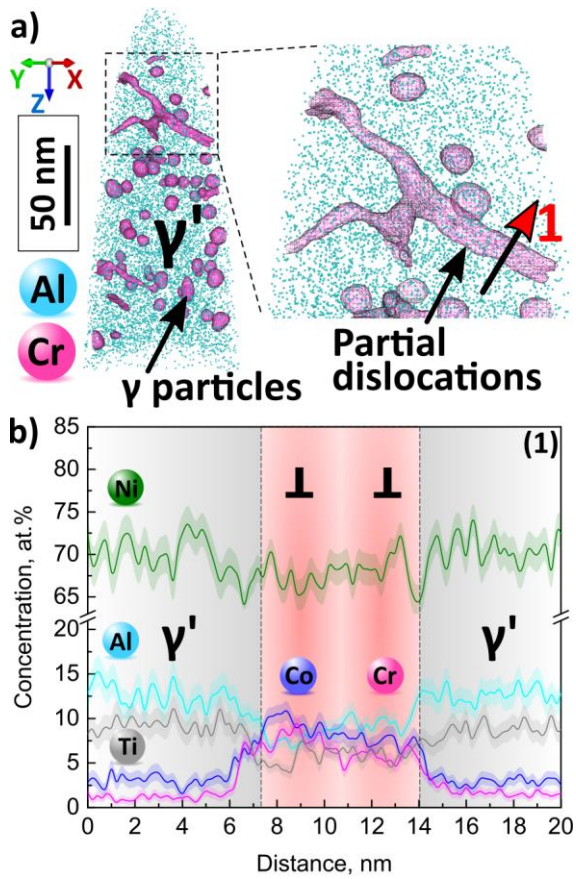 a)
Y X
Z
50 nm
Al
Cr
γ'
γ particles
1
Partial
dislocations
b)
(1)
85
80
75
70
65
20
15
10
5
0
Concentration, at.%
Ni
⊥ ⊥
Al
γ'
Co
Cr
γ'
Ti
0 2 4 6 8 10 12 14 16 18 20
Distance, nm